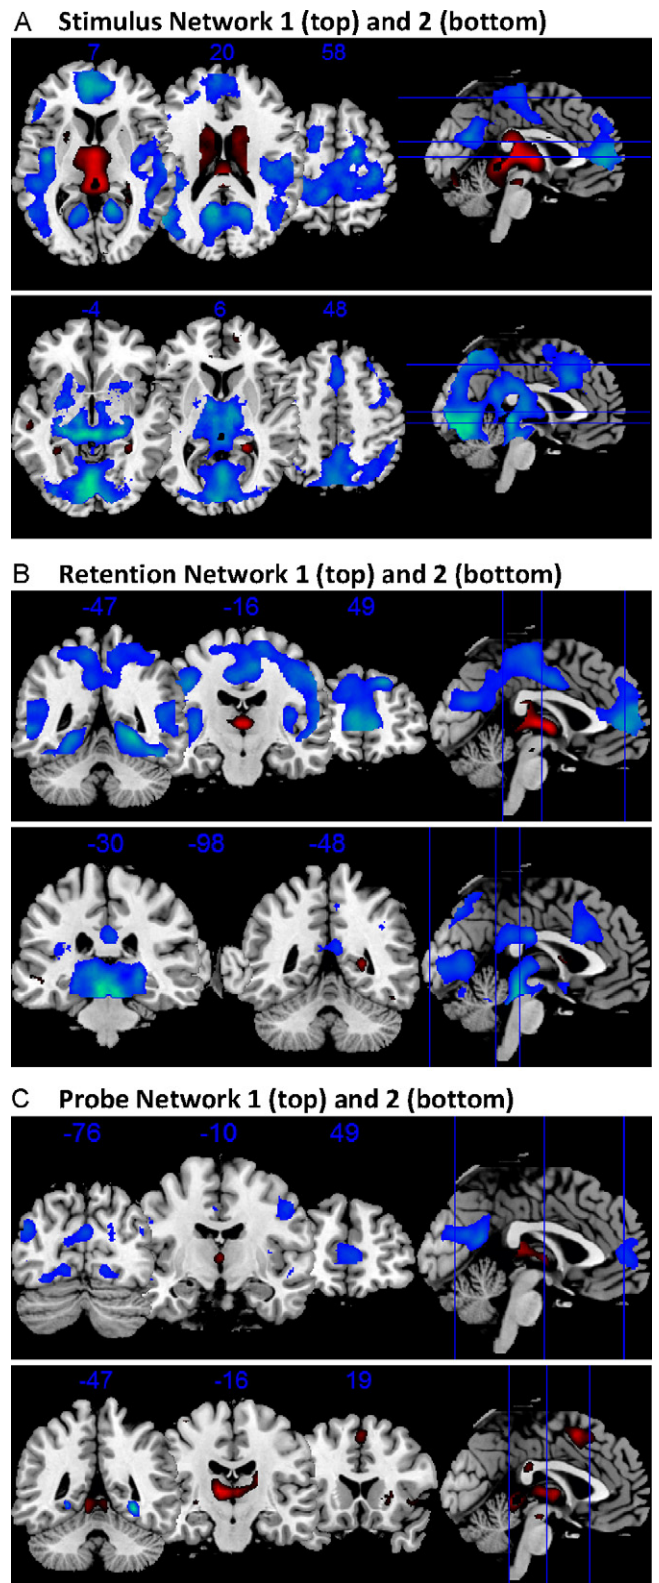 A Stimulus Network 1 (top) and 2 (bottom)
7 20 58
-4 6 48
B Retention Network 1 (top) and 2 (bottom)
-47 -16 49
-30 -98 -48
C Probe Network 1 (top) and 2 (bottom)
-76 -10 49
-47 -16 19